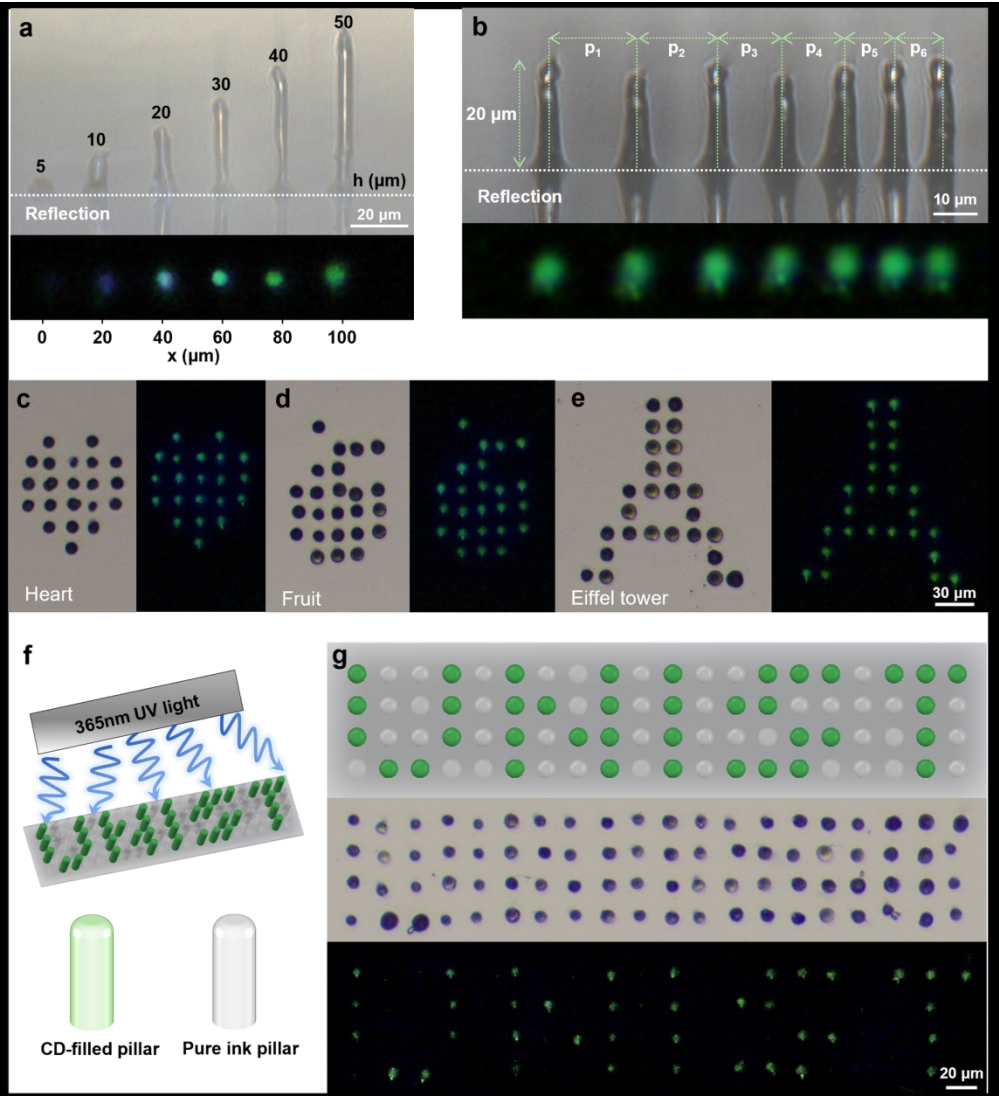 a
5
10
20
30
40
50
h (µm)
Reflection
20 µm
0 20 40 60 80 100
x (µm)
b
p₁ p₂ p₃ p₄ p₅ p₆
20 µm
Reflection
10 µm
c
Heart
d
Fruit
e
Eiffel tower
30 µm
f
365nm UV light
CD-filled pillar
Pure ink pillar
g
20 µm